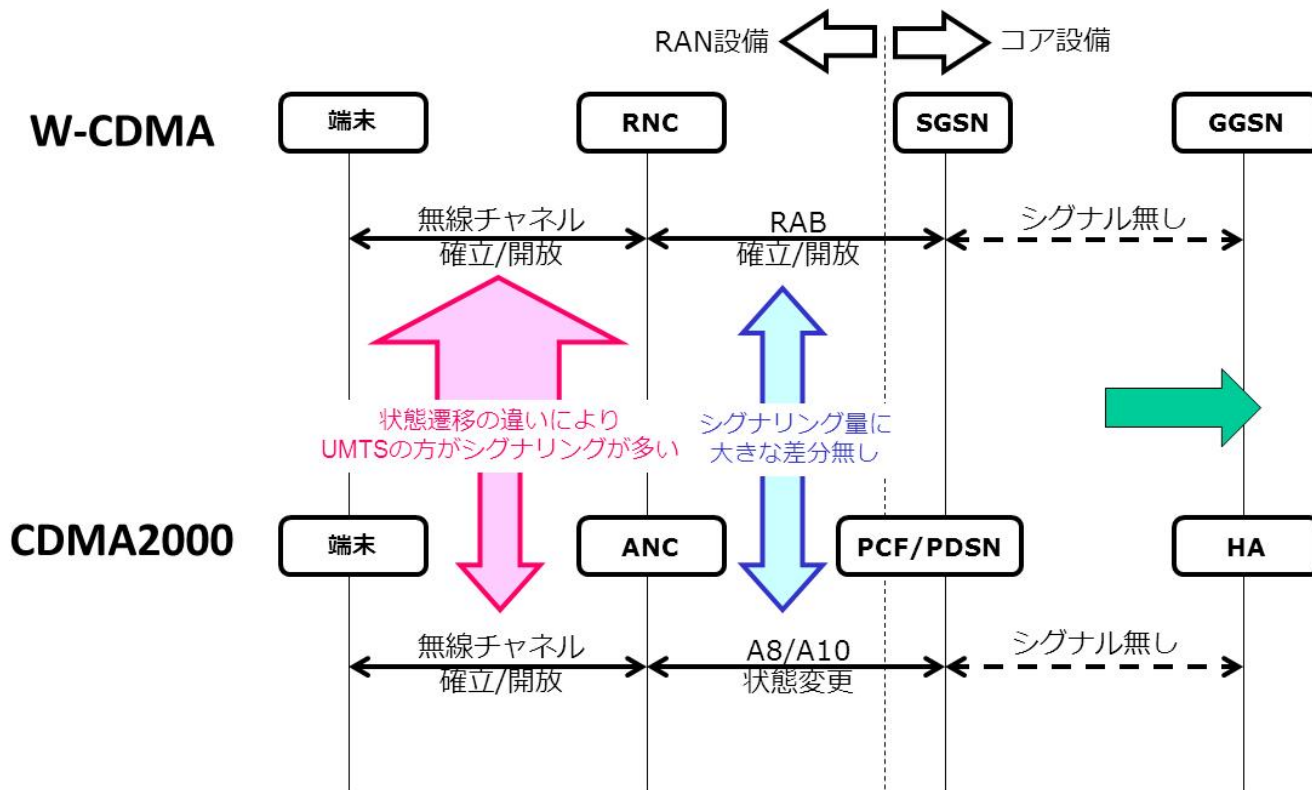 RAN設備
コア設備
W-CDMA
端末
RNC
SGSN
GGSN
無線チャネル
確立/開放
RAB
確立/開放
シグナル無し
状態遷移の違いにより
UMTSの方がシグナリングが多い
シグナリング量に
大きな差分無し
CDMA2000
端末
ANC
PCF/PDSN
HA
無線チャネル
確立/開放
A8/A10
状態変更
シグナル無し